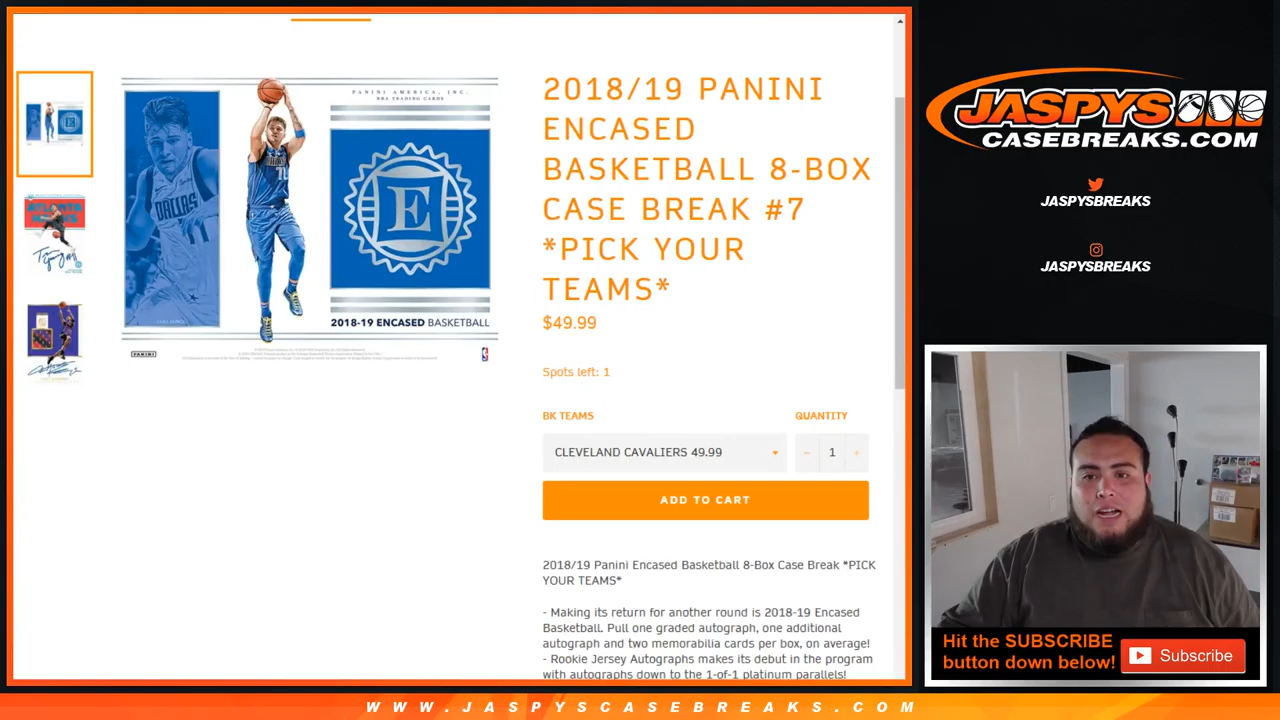 PANINI AMERICA, INC.
NBA TRADING CARDS
DALLAS
E
2018-19 ENCASED BASKETBALL
PANINI
ATLANTA
2018/19 PANINI
ENCASED
BASKETBALL 8-BOX
CASE BREAK #7
*PICK YOUR
TEAMS*
$49.99
Spots left: 1
BK TEAMS
QUANTITY
CLEVELAND CAVALIERS 49.99
− 1 +
ADD TO CART
2018/19 Panini Encased Basketball 8-Box Case Break *PICK
YOUR TEAMS*
- Making its return for another round is 2018-19 Encased
Basketball. Pull one graded autograph, one additional
autograph and two memorabilia cards per box, on average!
- Rookie Jersey Autographs makes its debut in the program
with autographs down to the 1-of-1 platinum parallels!
JASPYS
CASEBREAKS.COM
JASPYSBREAKS
JASPYSBREAKS
Hit the SUBSCRIBE
button down below!
Subscribe
WWW.JASPYSCASEBREAKS.COM